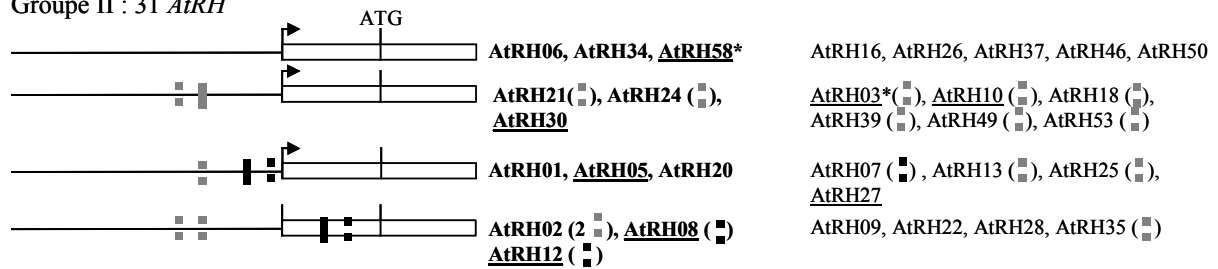 Groupe II : 31 AtRH
ATG
AtRH06, AtRH34, AtRH58* AtRH16, AtRH26, AtRH37, AtRH46, AtRH50
AtRH21( ), AtRH24 ( ), AtRH03*( ), AtRH10 ( ), AtRH18 ( ),
AtRH30 AtRH39 ( ), AtRH49 ( ), AtRH53 ( )
AtRH01, AtRH05, AtRH20 AtRH07 ( ) , AtRH13 ( ), AtRH25 ( ),
AtRH27
AtRH02 (2 ), AtRH08 ( ) AtRH09, AtRH22, AtRH28, AtRH35 ( )
AtRH12 ( )